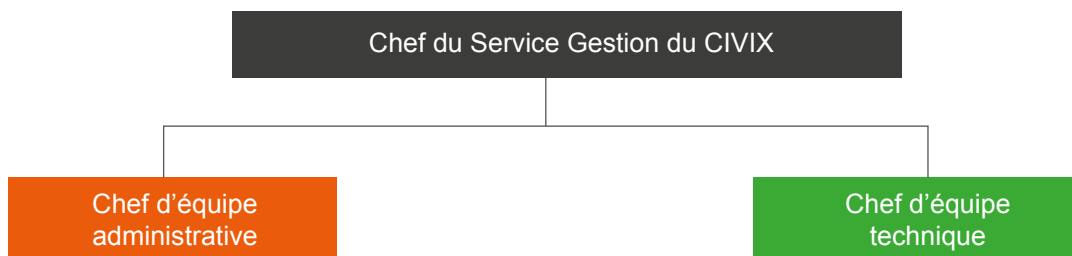 Chef du Service Gestion du CIVIX
Chef d’équipe
administrative
Chef d’équipe
technique